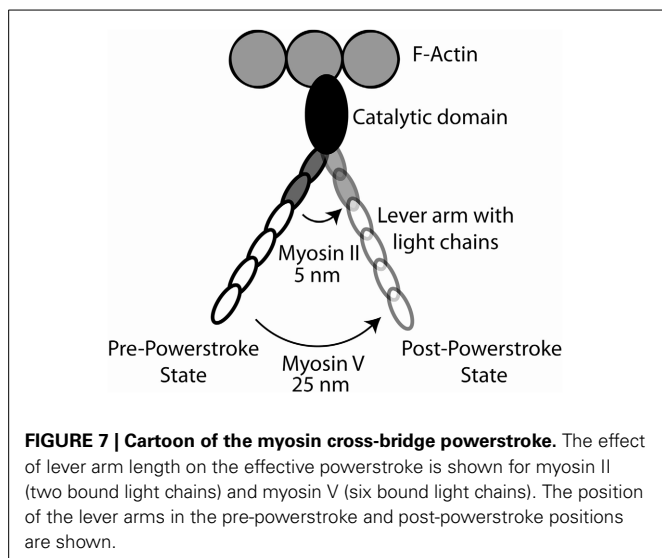 F-Actin
Catalytic domain
Lever arm with
light chains
Myosin II
5 nm
Pre-Powerstroke
State
Myosin V
25 nm
Post-Powerstroke
State
FIGURE 7 | Cartoon of the myosin cross-bridge powerstroke. The effect
of lever arm length on the effective powerstroke is shown for myosin II
(two bound light chains) and myosin V (six bound light chains). The position
of the lever arms in the pre-powerstroke and post-powerstroke positions
are shown.